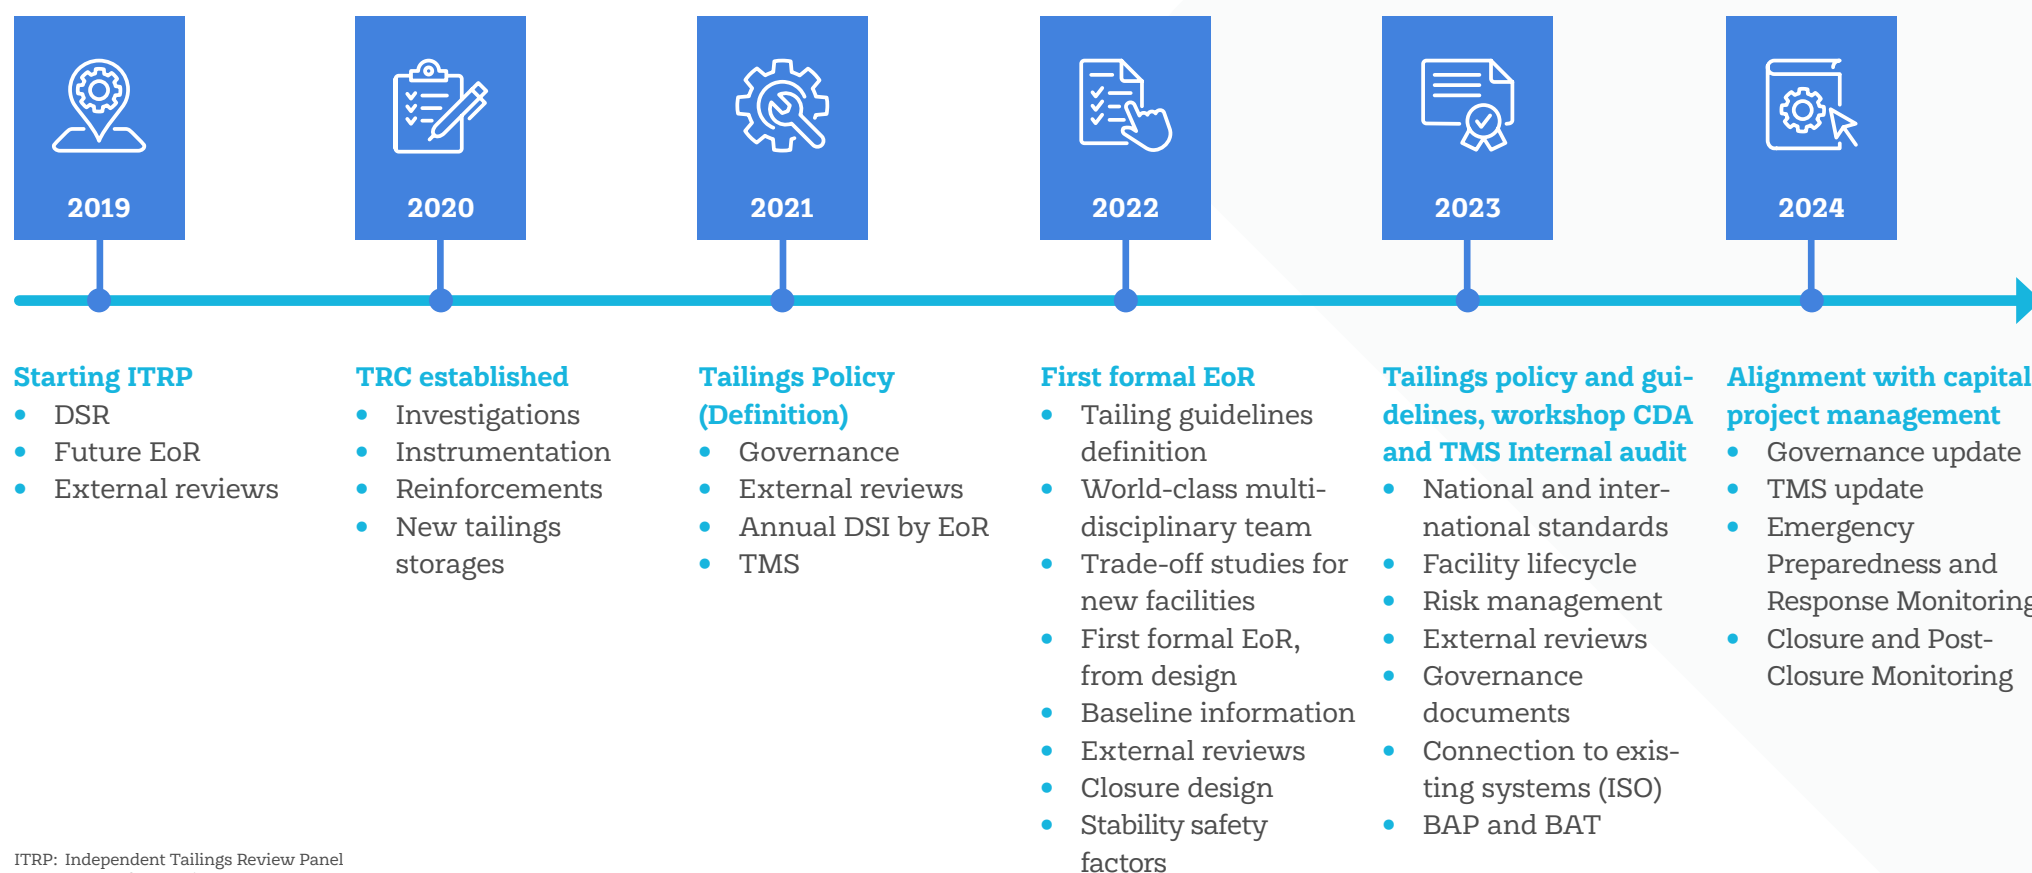 2019
2020
2021
2022
2023
2024
Starting ITRP
• DSR
• Future EoR
• External reviews
TRC established
• Investigations
• Instrumentation
• Reinforcements
• New tailings
storages
Tailings Policy
(Definition)
• Governance
• External reviews
• Annual DSI by EoR
• TMS
First formal EoR
• Tailing guidelines
definition
• World-class multi-
disciplinary team
• Trade-off studies for
new facilities
• First formal EoR,
from design
• Baseline information
• External reviews
• Closure design
• Stability safety
factors
Tailings policy and gui-
delines, workshop CDA
and TMS Internal audit
• National and inter-
national standards
• Facility lifecycle
• Risk management
• External reviews
• Governance
documents
• Connection to exis-
ting systems (ISO)
• BAP and BAT
Alignment with capital
project management
• Governance update
• TMS update
• Emergency
Preparedness and
Response Monitoring
• Closure and Post-
Closure Monitoring
ITRP: Independent Tailings Review Panel